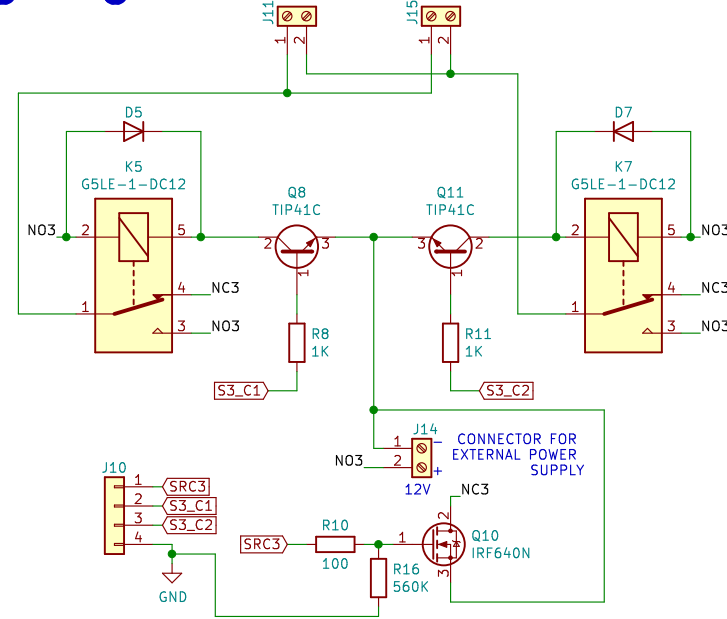 J11
J15
1
2
1
2
D5
D7
K5
G5LE-1-DC12
K7
G5LE-1-DC12
Q8
TIP41C
Q11
TIP41C
NO3
2
5
2
3
3
2
2
5
NO3
1
1
4
NC3
4
NC3
1
3
NO3
1
3
NO3
R8
1K
R11
1K
S3_C1
S3_C2
J14
1
-
CONNECTOR FOR
EXTERNAL POWER
SUPPLY
NO3
2
+
12V
J10
1
SRC3
2
S3_C1
3
S3_C2
4
NC3
2
R10
100
SRC3
1
Q10
IRF640N
3
R16
560K
GND